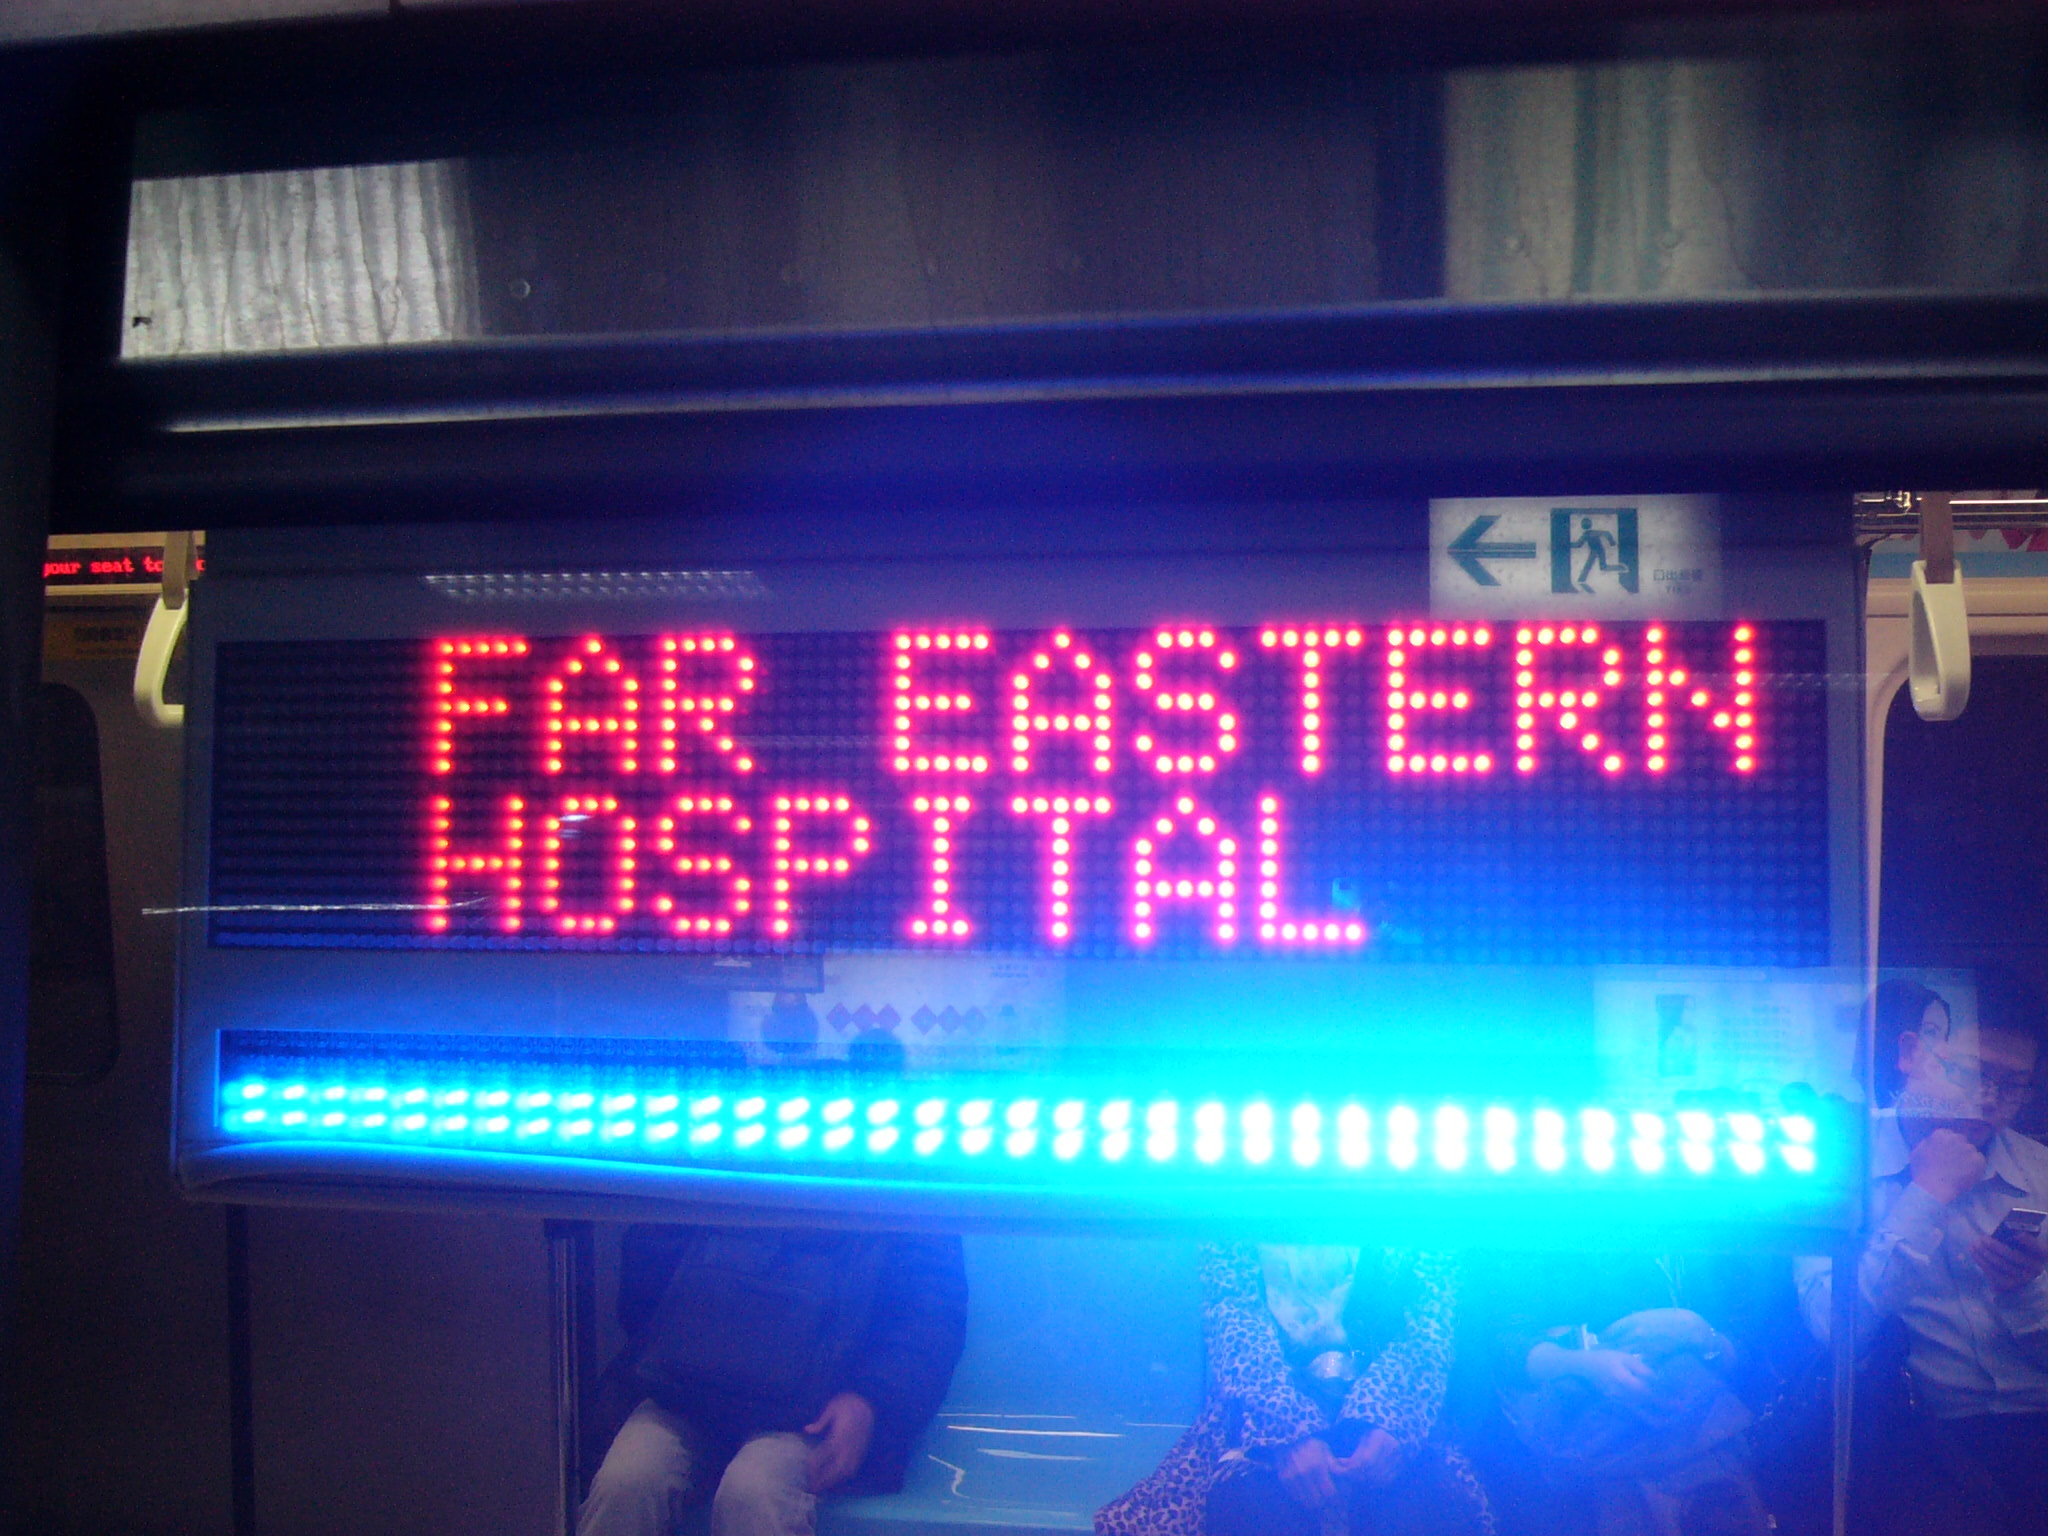 your seat to
FAR EASTERN
HOSPITAL